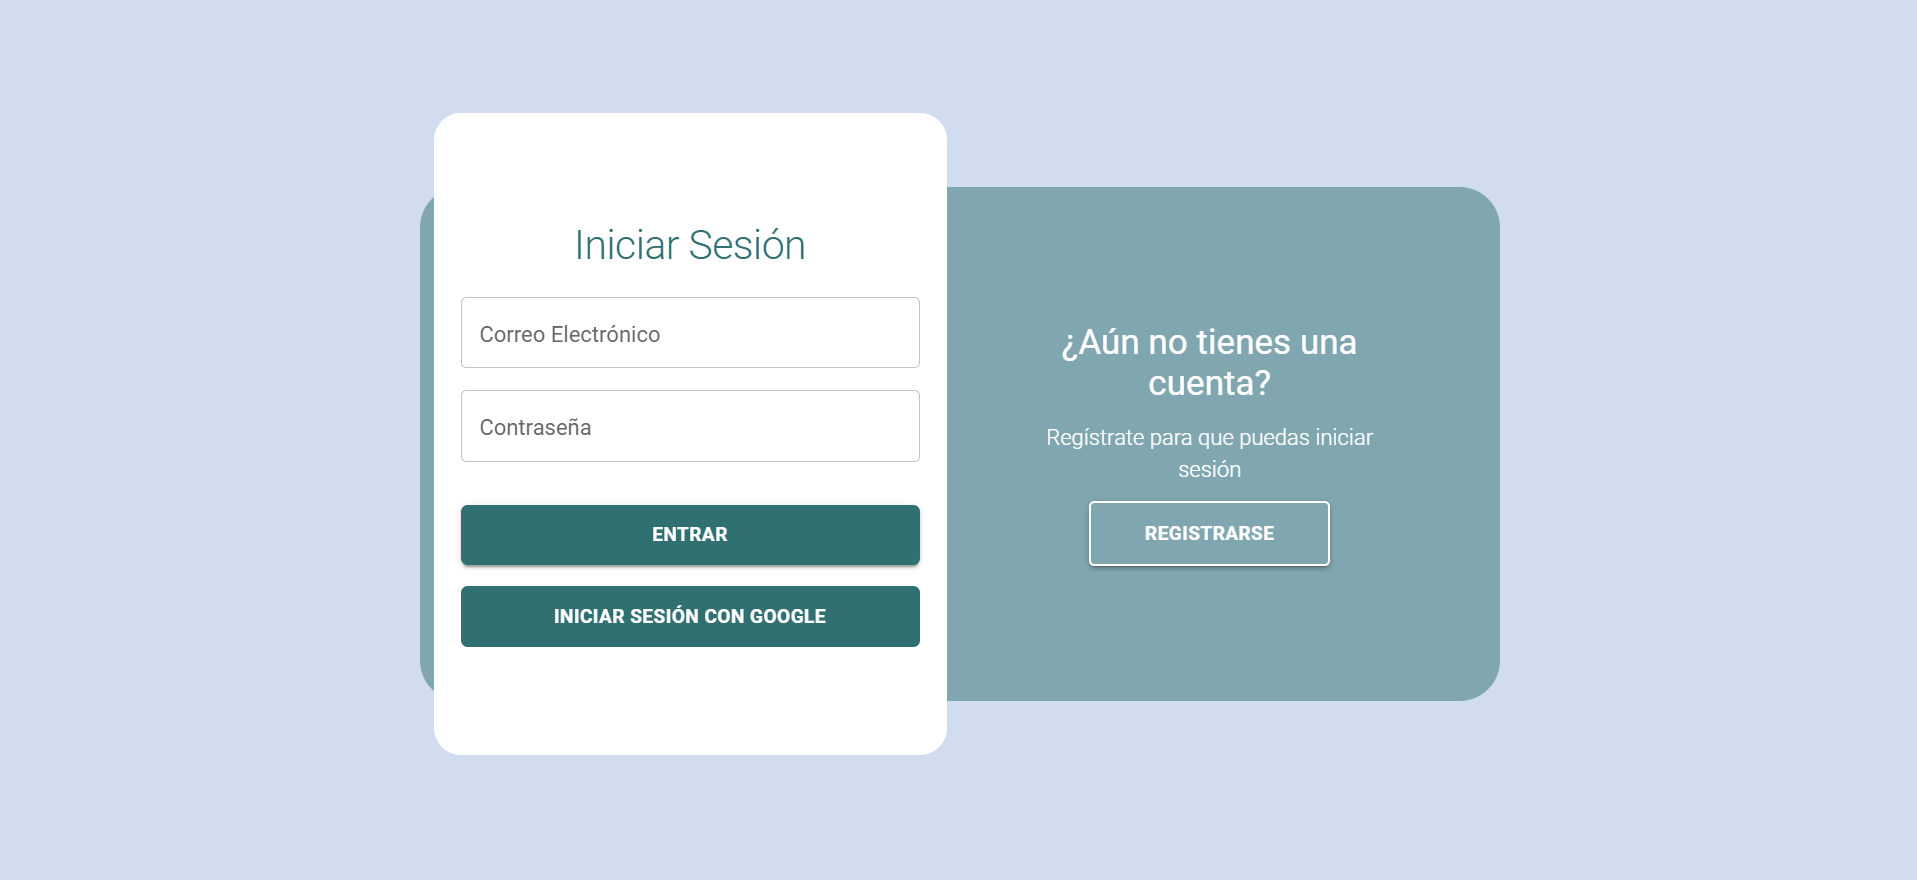 Iniciar Sesión
Correo Electrónico
Contraseña
ENTRAR
INICIAR SESIÓN CON GOOGLE
¿Aún no tienes una
cuenta?
Regístrate para que puedas iniciar
sesión
REGISTRARSE